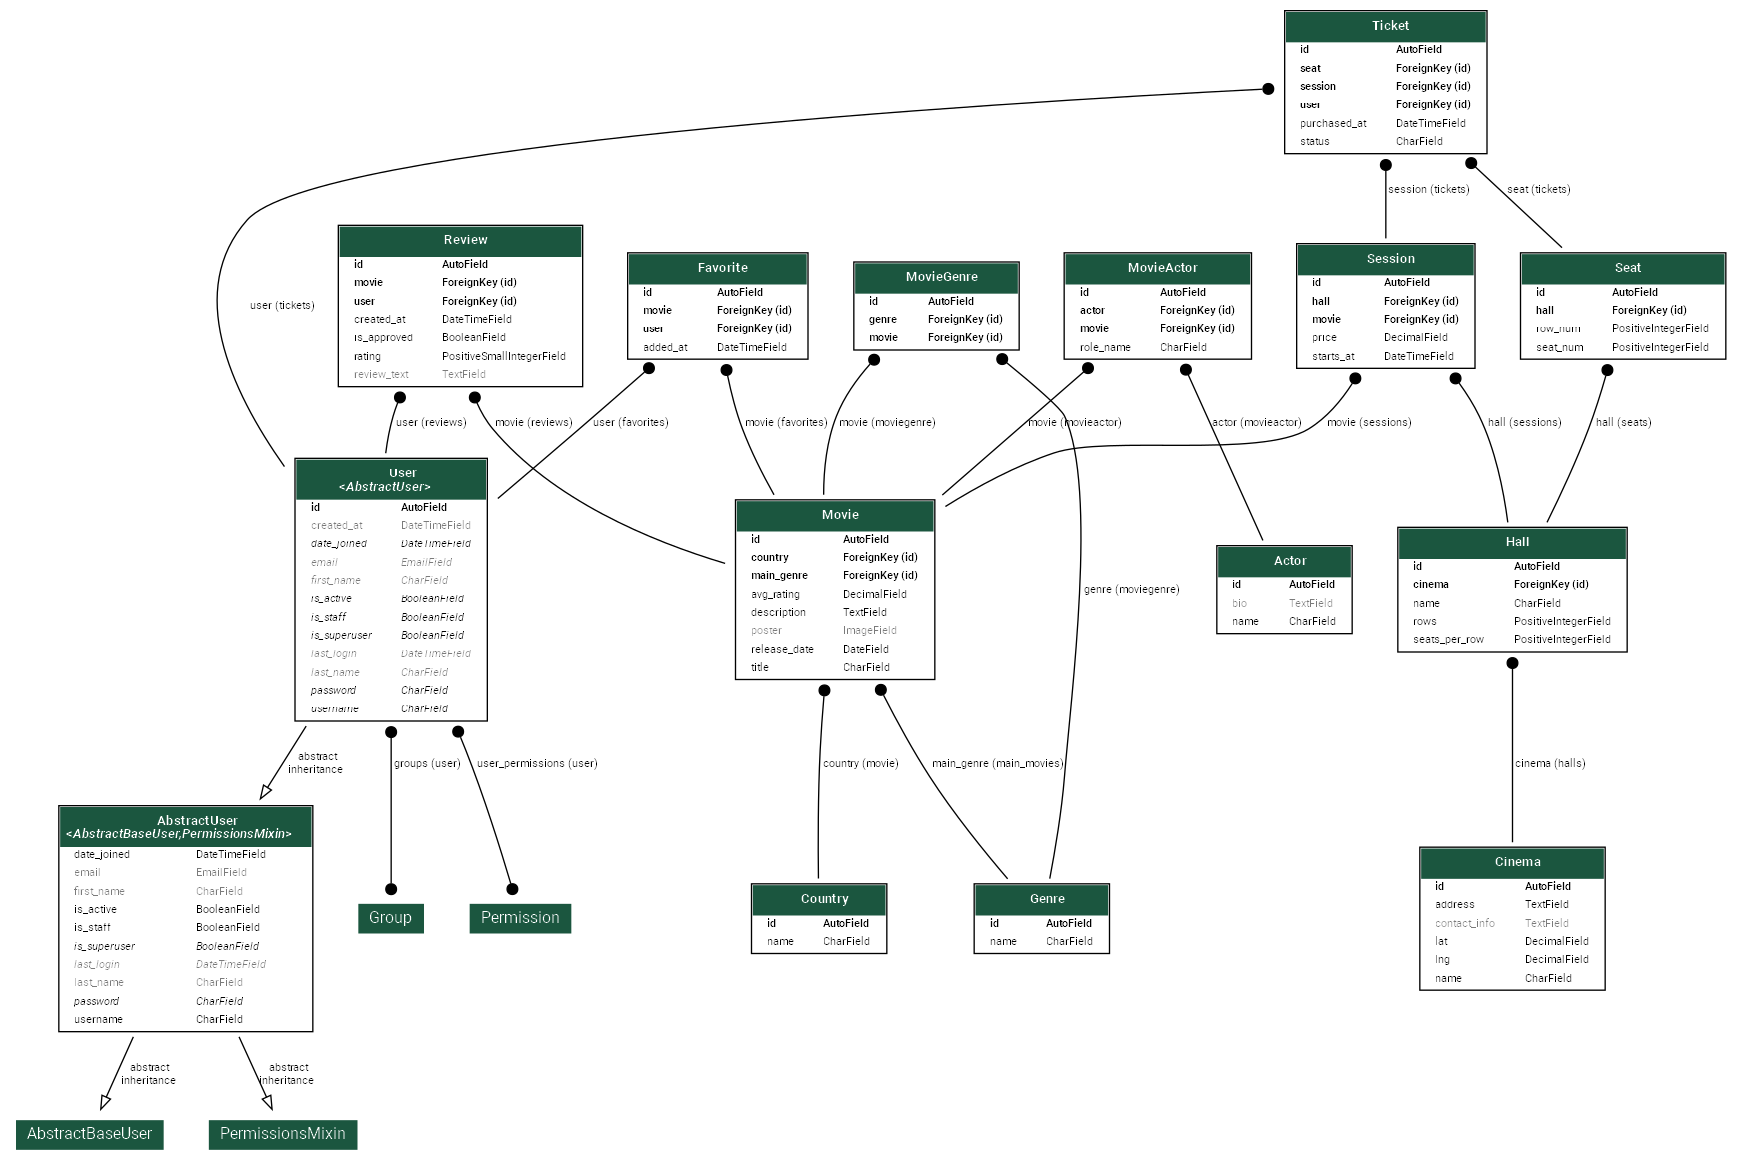 Ticket
id AutoField
seat ForeignKey (id)
session ForeignKey (id)
user ForeignKey (id)
purchased_at DateTimeField
status CharField
session (tickets)
seat (tickets)
user (tickets)
Review
id AutoField
movie ForeignKey (id)
user ForeignKey (id)
created_at DateTimeField
is_approved BooleanField
rating PositiveSmallIntegerField
review_text TextField
Favorite
id AutoField
movie ForeignKey (id)
user ForeignKey (id)
added_at DateTimeField
MovieGenre
id AutoField
genre ForeignKey (id)
movie ForeignKey (id)
MovieActor
id AutoField
actor ForeignKey (id)
movie ForeignKey (id)
role_name CharField
Session
id AutoField
hall ForeignKey (id)
movie ForeignKey (id)
price DecimalField
starts_at DateTimeField
Seat
id AutoField
hall ForeignKey (id)
row_num PositiveIntegerField
seat_num PositiveIntegerField
user (reviews)
movie (reviews)
user (favorites)
movie (favorites)
movie (moviegenre)
movie (movieactor)
actor (movieactor)
movie (sessions)
hall (sessions)
hall (seats)
User
<AbstractUser>
id AutoField
created_at DateTimeField
date_joined DateTimeField
email EmailField
first_name CharField
is_active BooleanField
is_staff BooleanField
is_superuser BooleanField
last_login DateTimeField
last_name CharField
password CharField
username CharField
Movie
id AutoField
country ForeignKey (id)
main_genre ForeignKey (id)
avg_rating DecimalField
description TextField
poster ImageField
release_date DateField
title CharField
genre (moviegenre)
Actor
id AutoField
bio TextField
name CharField
Hall
id AutoField
cinema ForeignKey (id)
name CharField
rows PositiveIntegerField
seats_per_row PositiveIntegerField
abstract
inheritance
groups (user)
user_permissions (user)
country (movie)
main_genre (main_movies)
cinema (halls)
AbstractUser
<AbstractBaseUser,PermissionsMixin>
date_joined DateTimeField
email EmailField
first_name CharField
is_active BooleanField
is_staff BooleanField
is_superuser BooleanField
last_login DateTimeField
last_name CharField
password CharField
username CharField
Group
Permission
Country
id AutoField
name CharField
Genre
id AutoField
name CharField
Cinema
id AutoField
address TextField
contact_info TextField
lat DecimalField
lng DecimalField
name CharField
abstract
inheritance
abstract
inheritance
AbstractBaseUser
PermissionsMixin